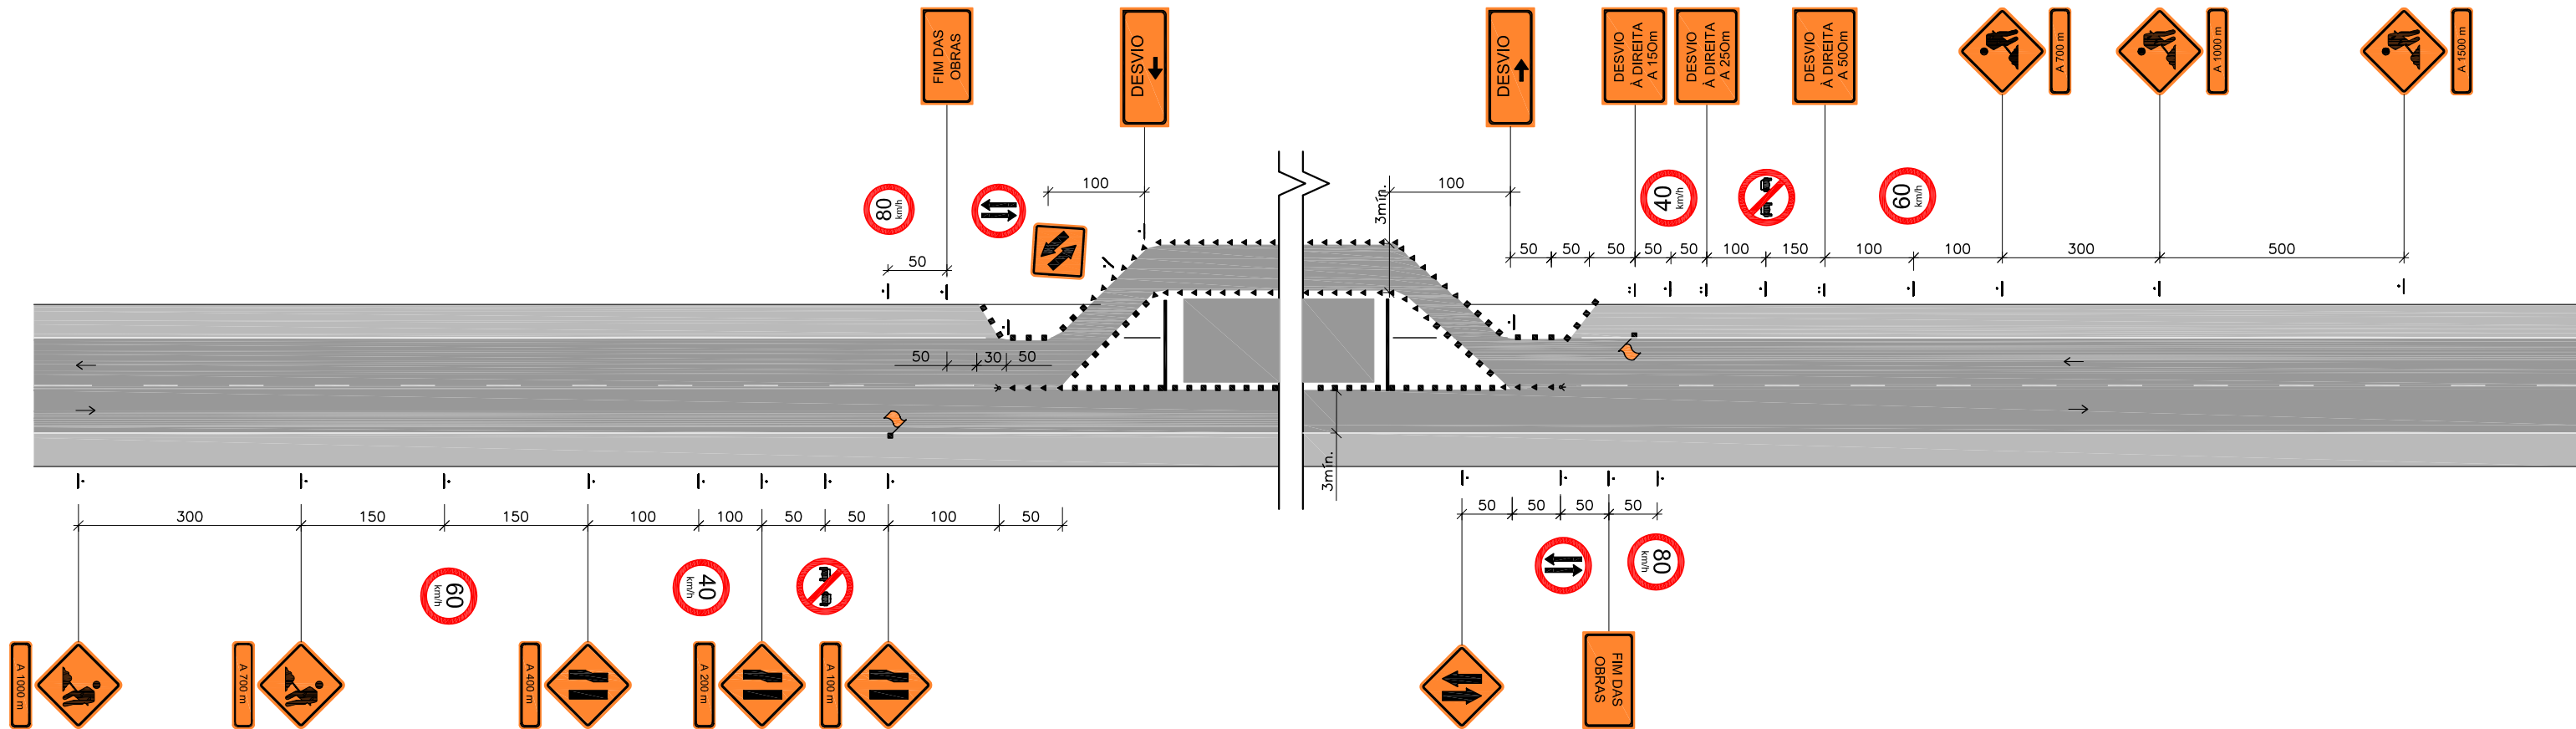 FIM DAS
OBRAS
DESVIO
DESVIO
DESVIO
À DIREITA
A 150m
DESVIO
À DIREITA
A 250m
DESVIO
À DIREITA
A 500m
A 700 m
A 1000 m
A 1500 m
80
km/h
100
3mín.
100
40
km/h
60
km/h
50
50
50
50
50
50
100
150
100
100
300
500
50
30
50
3mín.
300
150
150
100
100
50
50
100
50
50
50
50
50
60
km/h
40
km/h
80
km/h
A 1000 m
A 700 m
A 400 m
A 200 m
A 100 m
FIM DAS
OBRAS